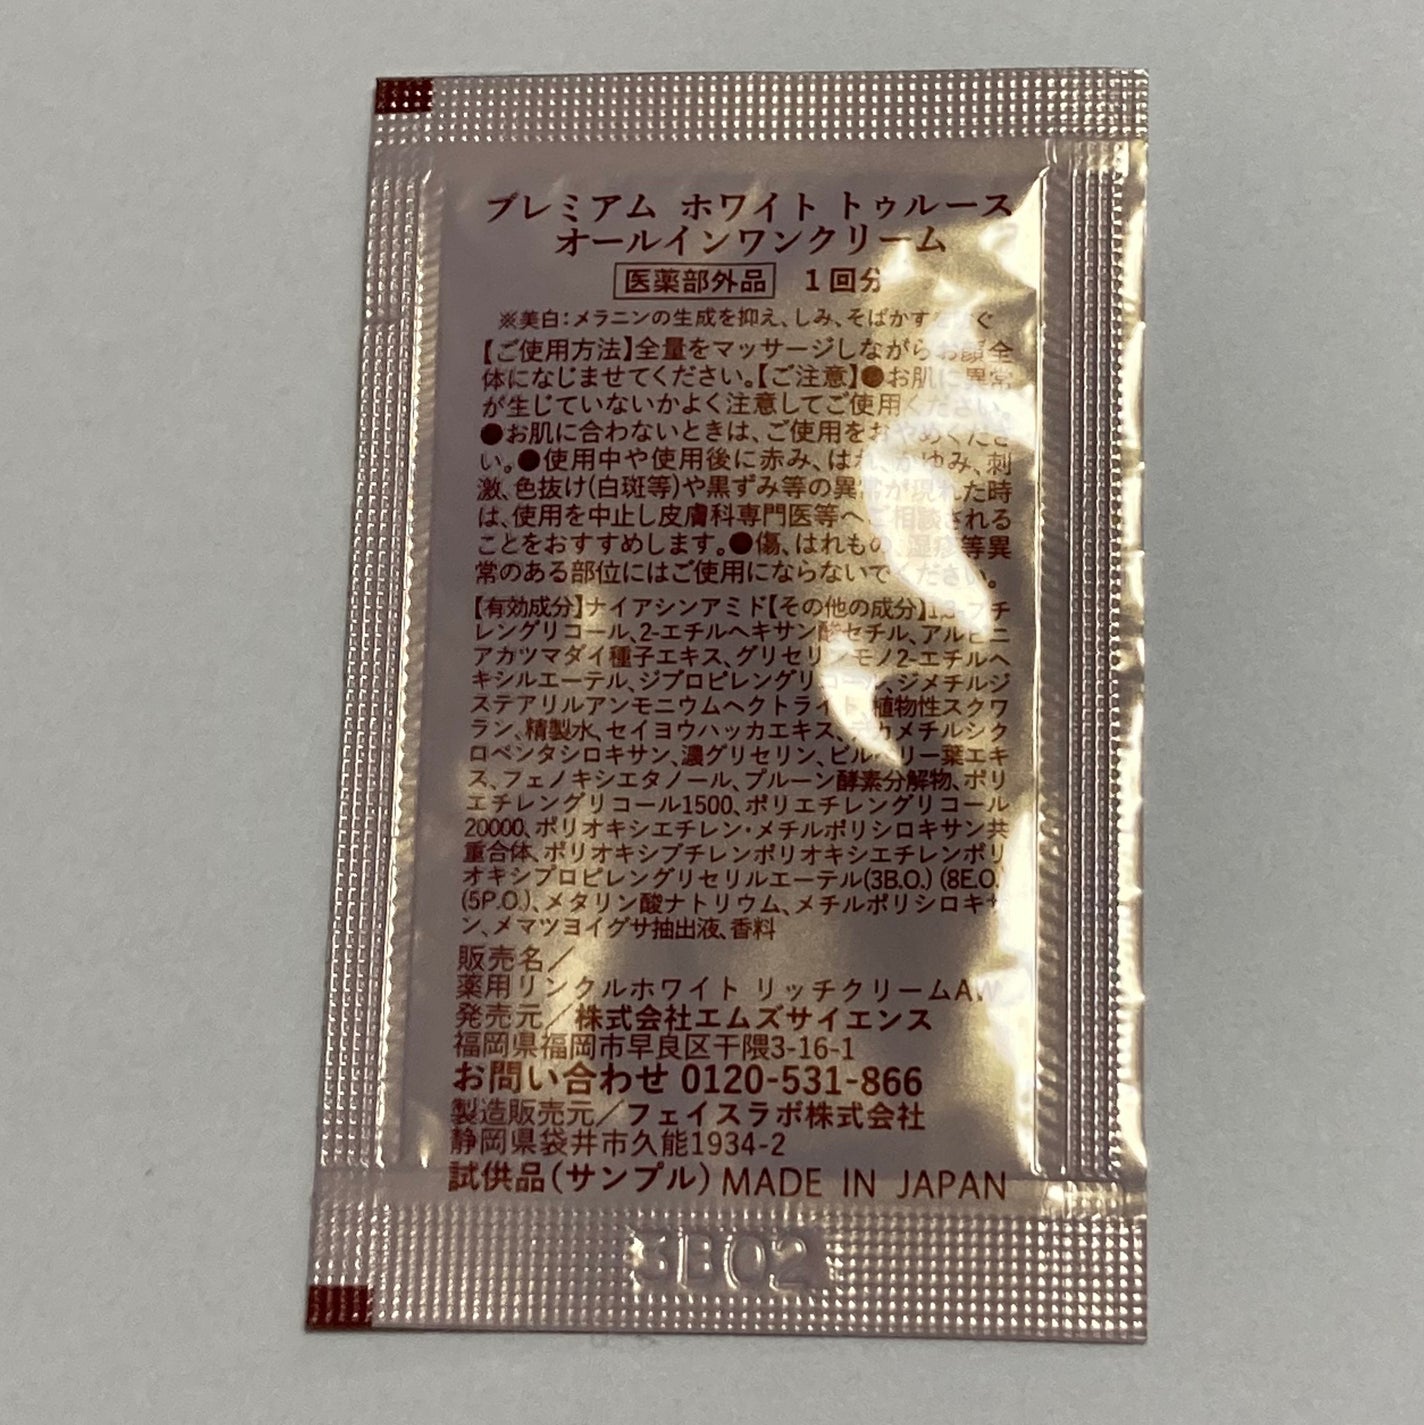 プレミアム ホワイト トゥルース
オールインワンクリーム
医薬部外品 1回分
※美白：メラニンの生成を抑え、しみ、そばかすを ぐ
【ご使用方法】全量をマッサージしながらお顔全
体になじませてください。【ご注意】●お肌に異常
が生じていないかよく注意してご使用ください。
●お肌に合わないときは、ご使用をおやめくださ
い。●使用中や使用後に赤み、はれ、かゆみ、刺
激、色抜け(白斑等)や黒ずみ等の異常が現れた時
は、使用を中止し皮膚科専門医等へご相談される
ことをおすすめします。●傷、はれもの、湿疹等異
常のある部位にはご使用にならないでください。
【有効成分】ナイアシンアミド【その他の成分】1,3-ブチ
レングリコール、2-エチルヘキサン酸セチル、アルピニ
アカツマダイ種子エキス、グリセリンモノ2-エチルヘ
キシルエーテル、ジプロピレングリコール、ジメチルジ
ステアリルアンモニウムヘクトライト、植物性スクワ
ラン、精製水、セイヨウハッカエキス、デカメチルシク
ロペンタシロキサン、濃グリセリン、ビルベリー葉エキ
ス、フェノキシエタノール、プルーン酵素分解物、ポリ
エチレングリコール1500、ポリエチレングリコール
20000、ポリオキシエチレン・メチルポリシロキサン共
重合体、ポリオキシブチレンポリオキシエチレンポリ
オキシプロピレングリセリルエーテル(3B.O.) (8E.O.)
(5P.O.)、メタリン酸ナトリウム、メチルポリシロキサ
ン、メマツヨイグサ抽出液、香料
販売名／
薬用リンクルホワイト リッチクリームAW
発売元／株式会社エムズサイエンス
福岡県福岡市早良区干隈3-16-1
お問い合わせ 0120-531-866
製造販売元／フェイスラボ株式会社
静岡県袋井市久能1934-2
試供品(サンプル) MADE IN JAPAN
3B02